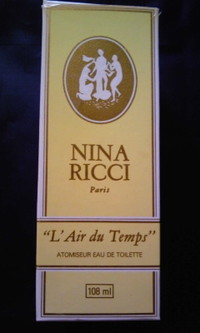 NINA
RICCI
Paris
"L'Air du Temps"
ATOMISEUR EAU DE TOILETTE
108 ml